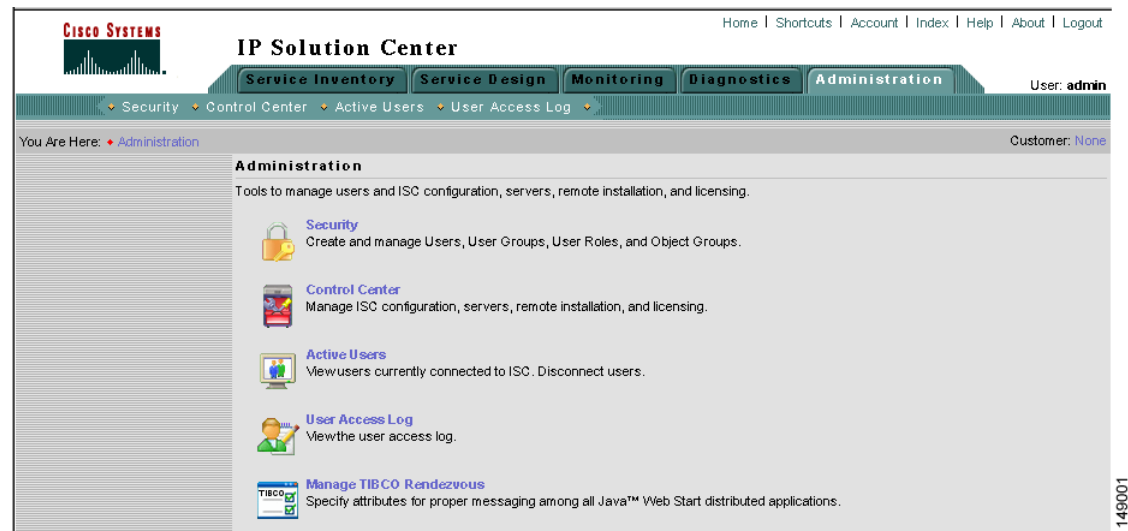 Home | Shortcuts | Account | Index | Help | About | Logout
CISCO SYSTEMS
IP Solution Center
Service Inventory Service Design Monitoring Diagnostics Administration
User: admin
Security Control Center Active Users User Access Log
You Are Here: Administration
Customer: None
Administration
Tools to manage users and ISC configuration, servers, remote installation, and licensing.
Security
Create and manage Users, User Groups, User Roles, and Object Groups.
Control Center
Manage ISC configuration, servers, remote installation, and licensing.
Active Users
View users currently connected to ISC. Disconnect users.
User Access Log
View the user access log.
TIBCO
Manage TIBCO Rendezvous
Specify attributes for proper messaging among all Java™ Web Start distributed applications.
149001